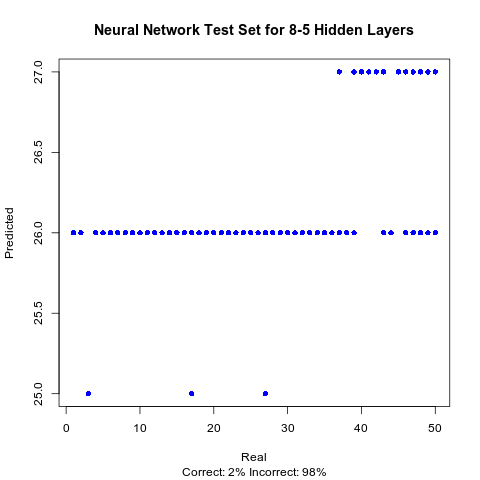 Neural Network Test Set for 8-5 Hidden Layers
Predicted
27.0
26.5
26.0
25.5
25.0
0 10 20 30 40 50
Real
Correct: 2% Incorrect: 98%